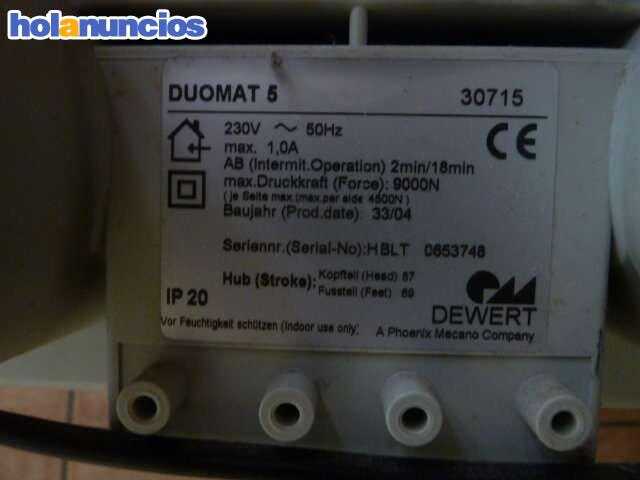 holanuncios
DUOMAT 5 30715
230V ~ 50Hz
max. 1,0A
AB (Intermit.Operation) 2min/18min
max.Druckkraft (Force): 9000N
( je Seite max./max.per side 4500N )
Baujahr (Prod.date): 33/04
CE
Seriennr.(Serial-No):HBLT 0653748
Hub (Stroke): Kopfteil (Head) 87
Fussteil (Feet) 69
IP 20
DEWERT
Vor Feuchtigkeit schützen (Indoor use only)
A Phoenix Mecano Company